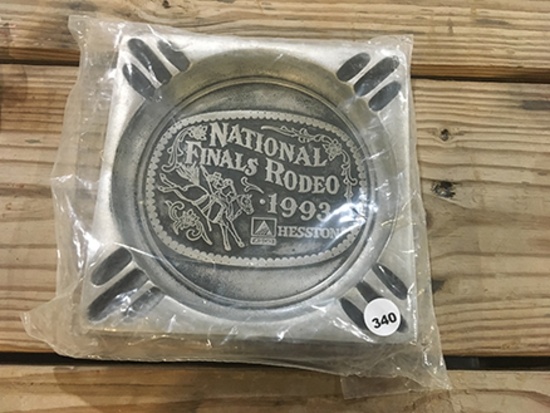 NATIONAL
FINALS RODEO
· 1993
HESSTON
340